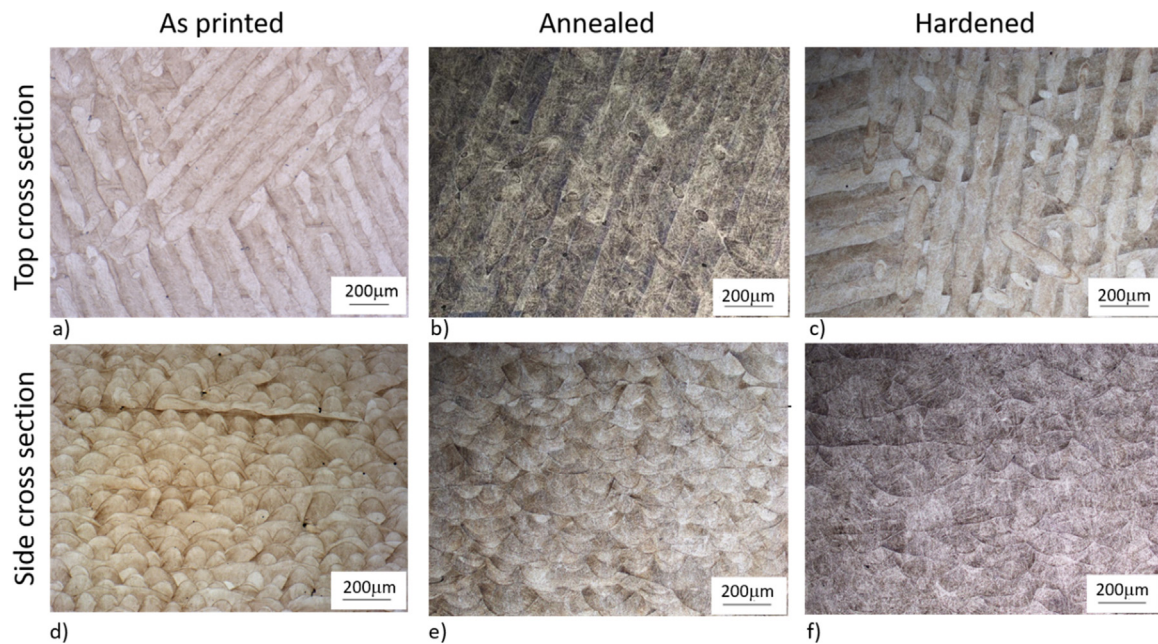 As printed
Annealed
Hardened
Top cross section
200μm
200μm
200μm
a)
b)
c)
Side cross section
200μm
200μm
200μm
d)
e)
f)